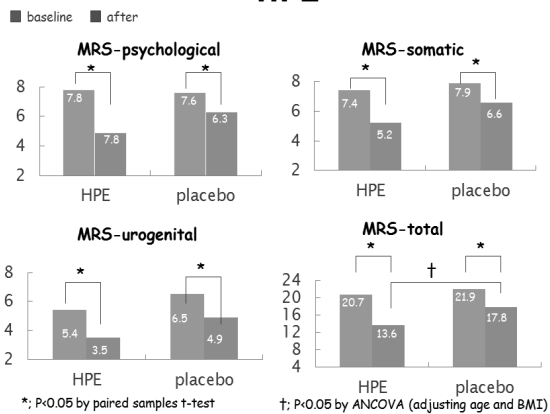 baseline after
MRS-psychological
*
*
8
6
4
2
7.8
7.8
7.6
6.3
HPE
placebo
MRS-somatic
*
*
8
6
4
2
7.4
5.2
7.9
6.6
HPE
placebo
MRS-urogenital
*
*
8
6
4
2
5.4
3.5
6.5
4.9
HPE
placebo
MRS-total
*
*
†
24
20
16
12
8
4
20.7
13.6
21.9
17.8
HPE
placebo
*; P<0.05 by paired samples t-test
†; P<0.05 by ANCOVA (adjusting age and BMI)